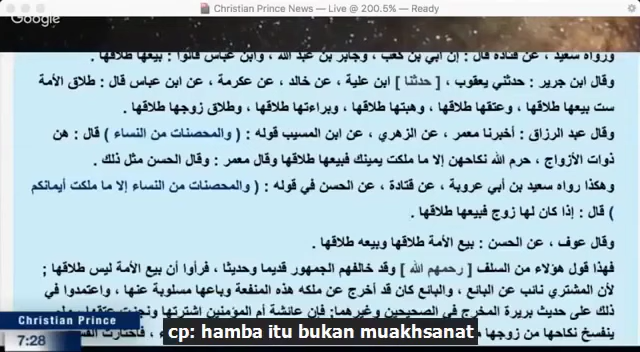 Christian Prince News — Live @ 200.5% — Ready
Google
ورواه سعيد ، عن قتادة قال : إن أبي بن كعب ، وجابر بن عبد الله ، وابن عباس قالوا : بيعها طلاقها .
وقال ابن جرير : حدثني يعقوب ، [ حدثنا ] ابن علية ، عن خالد ، عن عكرمة ، عن ابن عباس قال : طلاق الأمة
ست بيعها طلاقها ، وعتقها طلاقها ، وهبتها طلاقها ، وبراءتها طلاقها ، وطلاق زوجها طلاقها .
وقال عبد الرزاق : أخبرنا معمر ، عن الزهري ، عن ابن المسيب قوله : ( والمحصنات من النساء ) قال : هن
ذوات الأزواج ، حرم الله نكاحهن إلا ما ملكت يمينك فبيعها طلاقها وقال معمر : وقال الحسن مثل ذلك .
وهكذا رواه سعيد بن أبي عروبة ، عن قتادة ، عن الحسن في قوله : ( والمحصنات من النساء إلا ما ملكت أيمانكم
) قال : إذا كان لها زوج فبيعها طلاقها .
وقال عوف ، عن الحسن : بيع الأمة طلاقها وبيعه طلاقها .
فهذا قول هؤلاء من السلف [ رحمهم الله ] وقد خالفهم الجمهور قديما وحديثا ، فرأوا أن بيع الأمة ليس طلاقها ؛
لأن المشتري نائب عن البائع ، والبائع كان قد أخرج عن ملكه هذه المنفعة وباعها مسلوبة عنها ، واعتمدوا في
ذلك على حديث بريرة المخرج في الصحيحين وغيرهما؛ فإن عائشة أم المؤمنين اشترتها ونجزت عتقها ، ولم
ينفسخ نكاحها من زوجها
Christian Prince
7:28
cp: hamba itu bukan muakhsanat